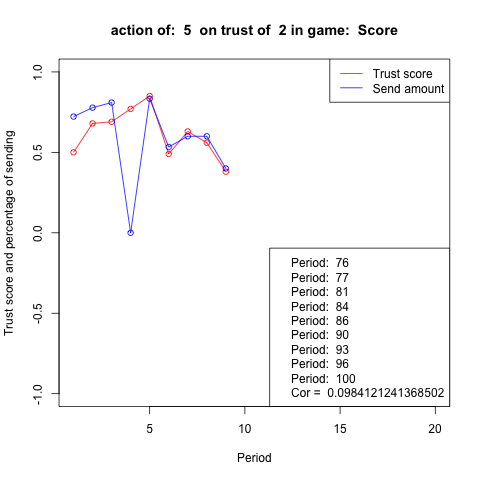 action of:  5  on trust of  2 in game:  Score
Trust score
Send amount
1.0
0.5
0.0
-0.5
-1.0
Trust score and percentage of sending
Period:  76
Period:  77
Period:  81
Period:  84
Period:  86
Period:  90
Period:  93
Period:  96
Period:  100
Cor =  0.0984121241368502
5
10
15
20
Period